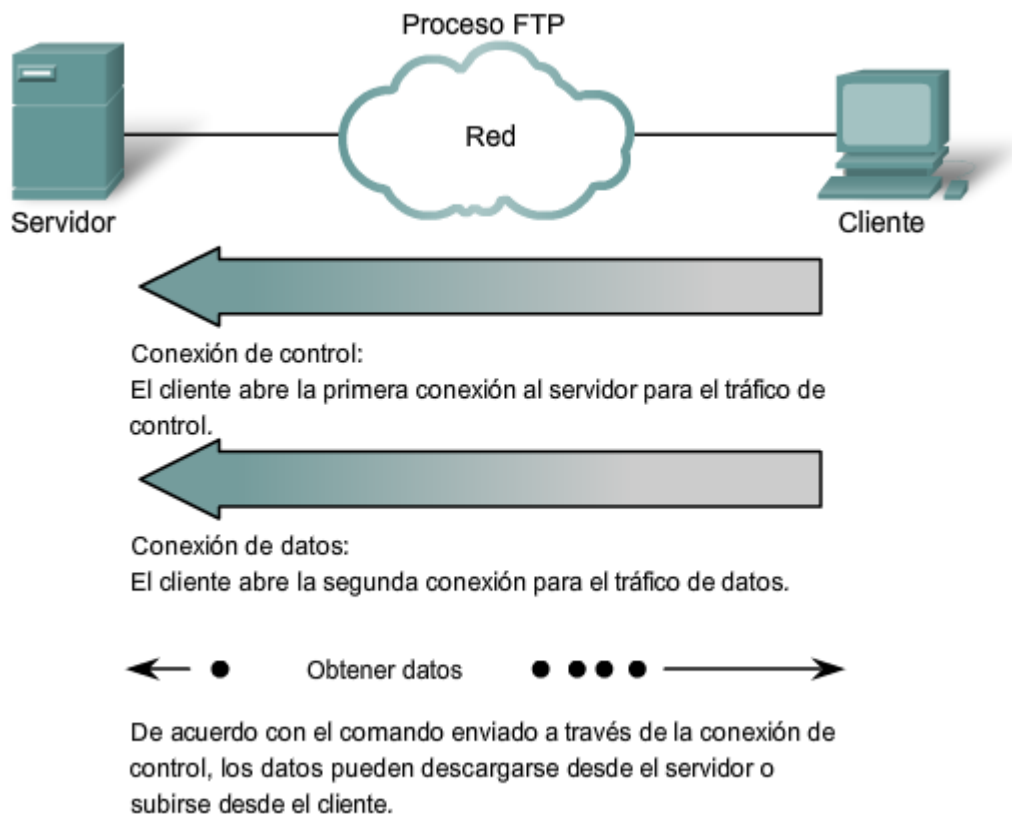 Proceso FTP
Red
Servidor
Cliente
Conexión de control:
El cliente abre la primera conexión al servidor para el tráfico de
control.
Conexión de datos:
El cliente abre la segunda conexión para el tráfico de datos.
Obtener datos
De acuerdo con el comando enviado a través de la conexión de
control, los datos pueden descargarse desde el servidor o
subirse desde el cliente.